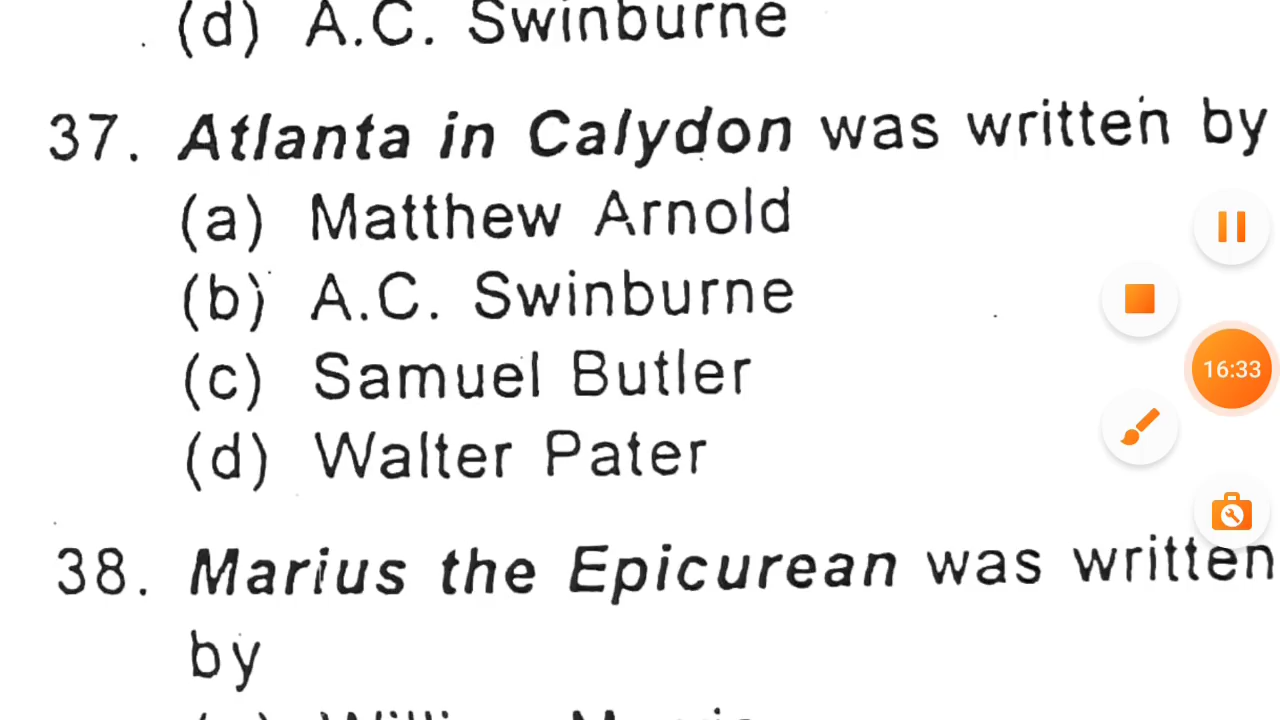 (d) A.C. Swinburne
37. Atlanta in Calydon was written by
(a) Matthew Arnold
(b) A.C. Swinburne
(c) Samuel Butler
(d) Walter Pater
16:33
38. Marius the Epicurean was written
by